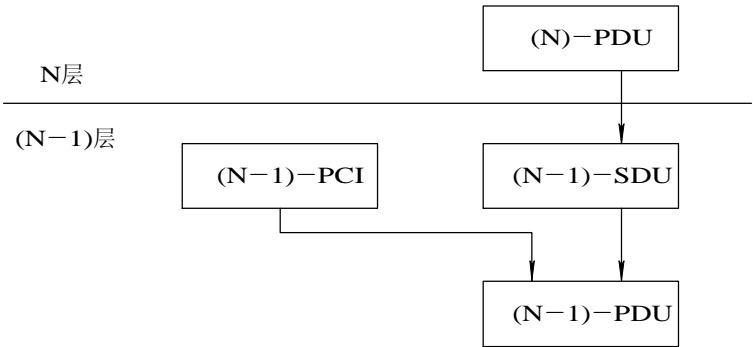 (N)－PDU
N层
(N－1)层
(N－1)－PCI
(N－1)－SDU
(N－1)－PDU